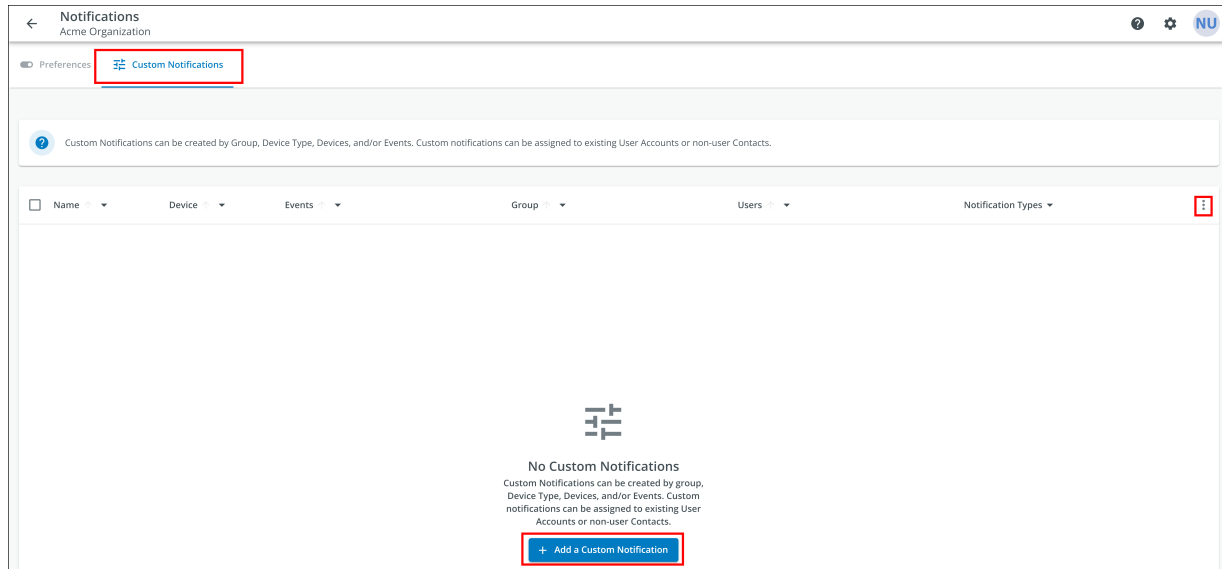 Notifications
Acme Organization
NU
Preferences
Custom Notifications
Custom Notifications can be created by Group, Device Type, Devices, and/or Events. Custom notifications can be assigned to existing User Accounts or non-user Contacts.
Name Device Events Group Users Notification Types
No Custom Notifications
Custom Notifications can be created by group,
Device Type, Devices, and/or Events. Custom
notifications can be assigned to existing User
Accounts or non-user Contacts.
+ Add a Custom Notification